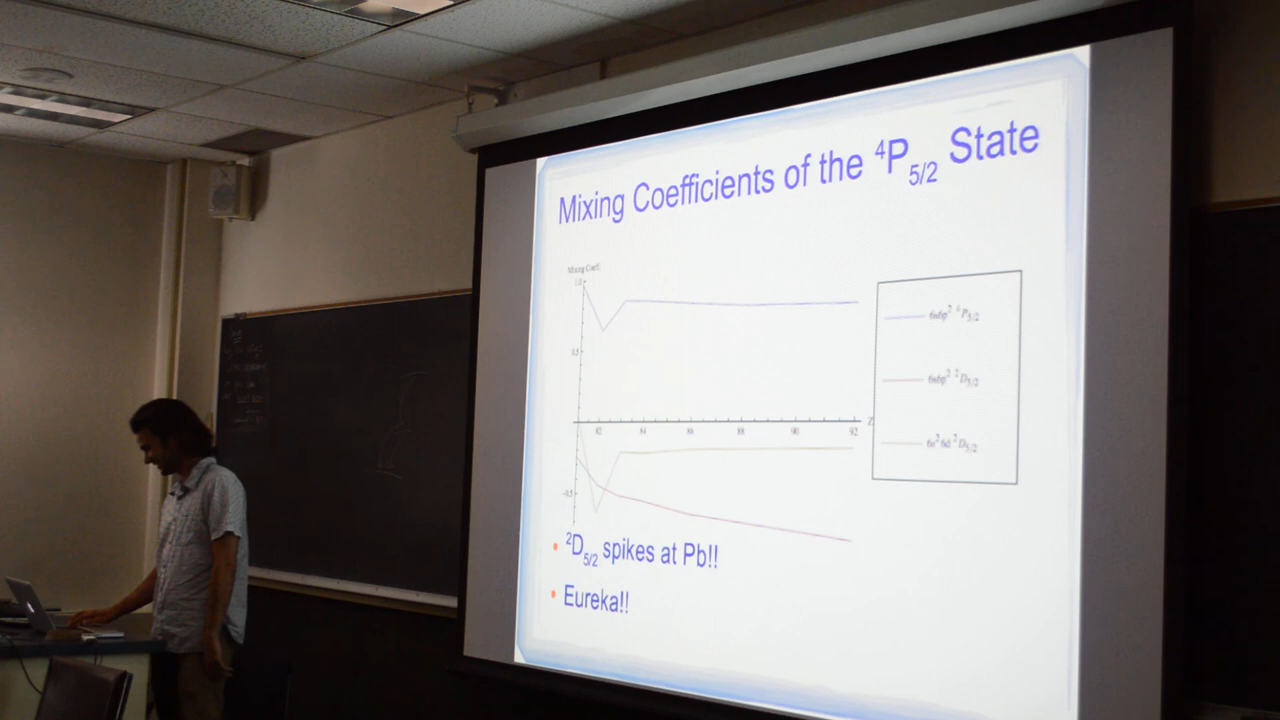 Mixing Coefficients of the ⁴P₅/₂ State
Mixing Coeff
1.0
0.5
82 84 86 88 90 92 Z
-0.5
6s6p² ⁴P₅/₂
6s6p² ²D₅/₂
6s²6d ²D₅/₂
• ²D₅/₂ spikes at Pb!!
• Eureka!!